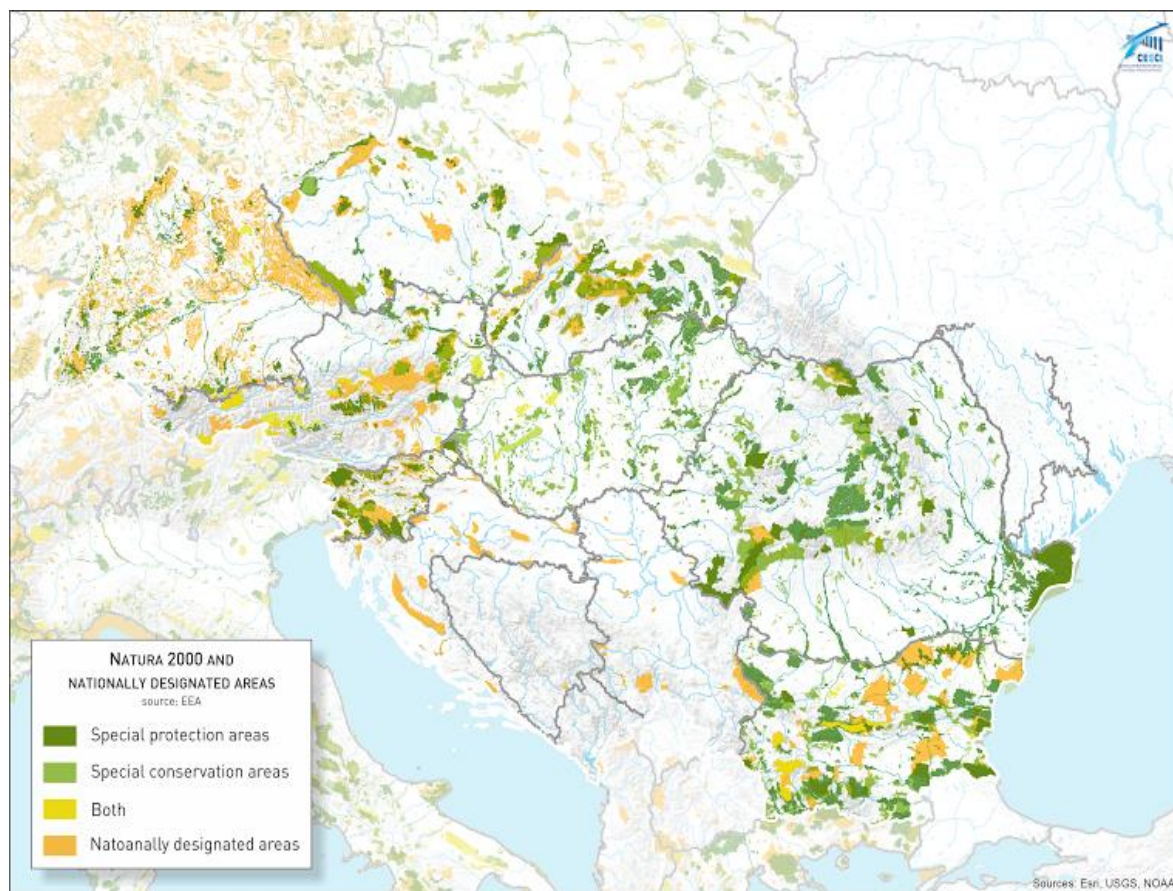 CESCI
NATURA 2000 AND
NATIONALLY DESIGNATED AREAS
source: EEA
Special protection areas
Special conservation areas
Both
Natoanally designated areas
Sources: Esri, USGS, NOAA